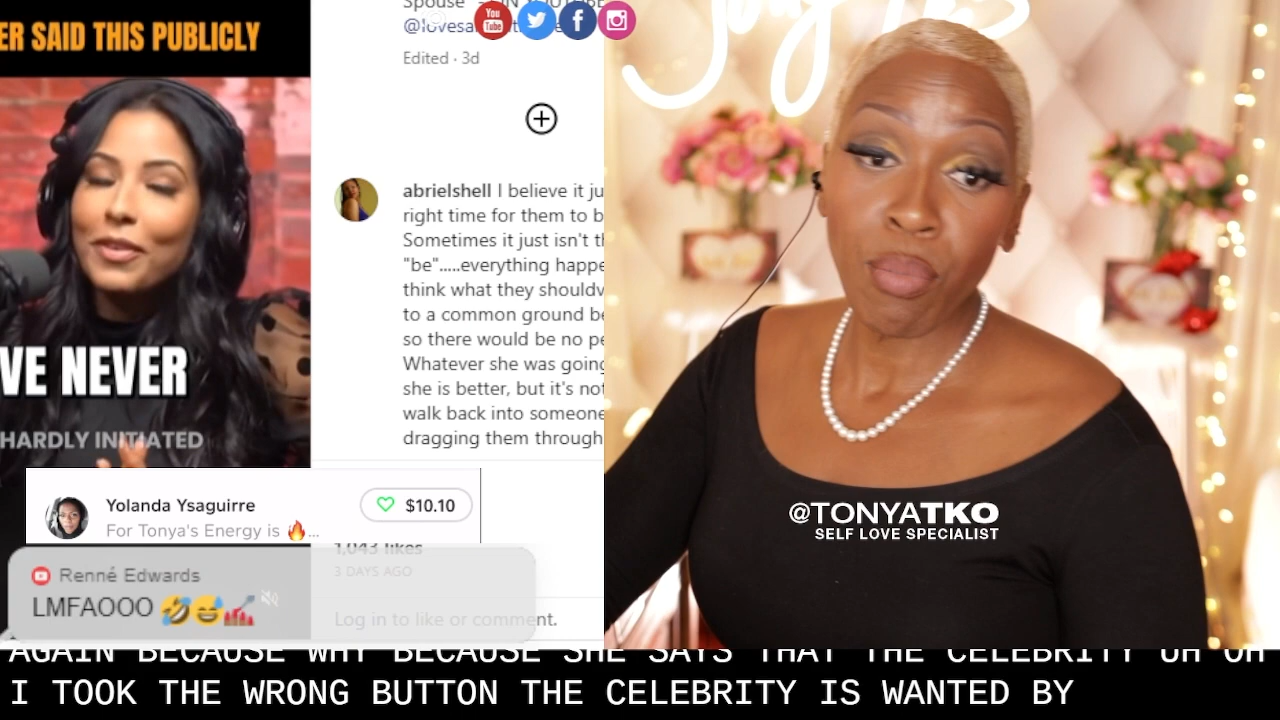 ER SAID THIS PUBLICLY
VE NEVER
HARDLY INITIATED
Spouse
Edited · 3d
abrielshell I believe it ju
right time for them to b
Sometimes it just isn't th
"be".....everything happe
think what they shouldv
to a common ground be
so there would be no pe
Whatever she was going
she is better, but it's not
walk back into someone
dragging them through
1,043 likes
3 DAYS AGO
Log in to like or comment.
Yolanda Ysaguirre
$10.10
For Tonya's Energy is 🔥...
Renné Edwards
LMFAOOO 🤣😅
You
Tube
@TONYATKO
SELF LOVE SPECIALIST
AGAIN BECAUSE WHY BECAUSE SHE SAYS THAT THE CELEBRITY UH OH
I TOOK THE WRONG BUTTON THE CELEBRITY IS WANTED BY